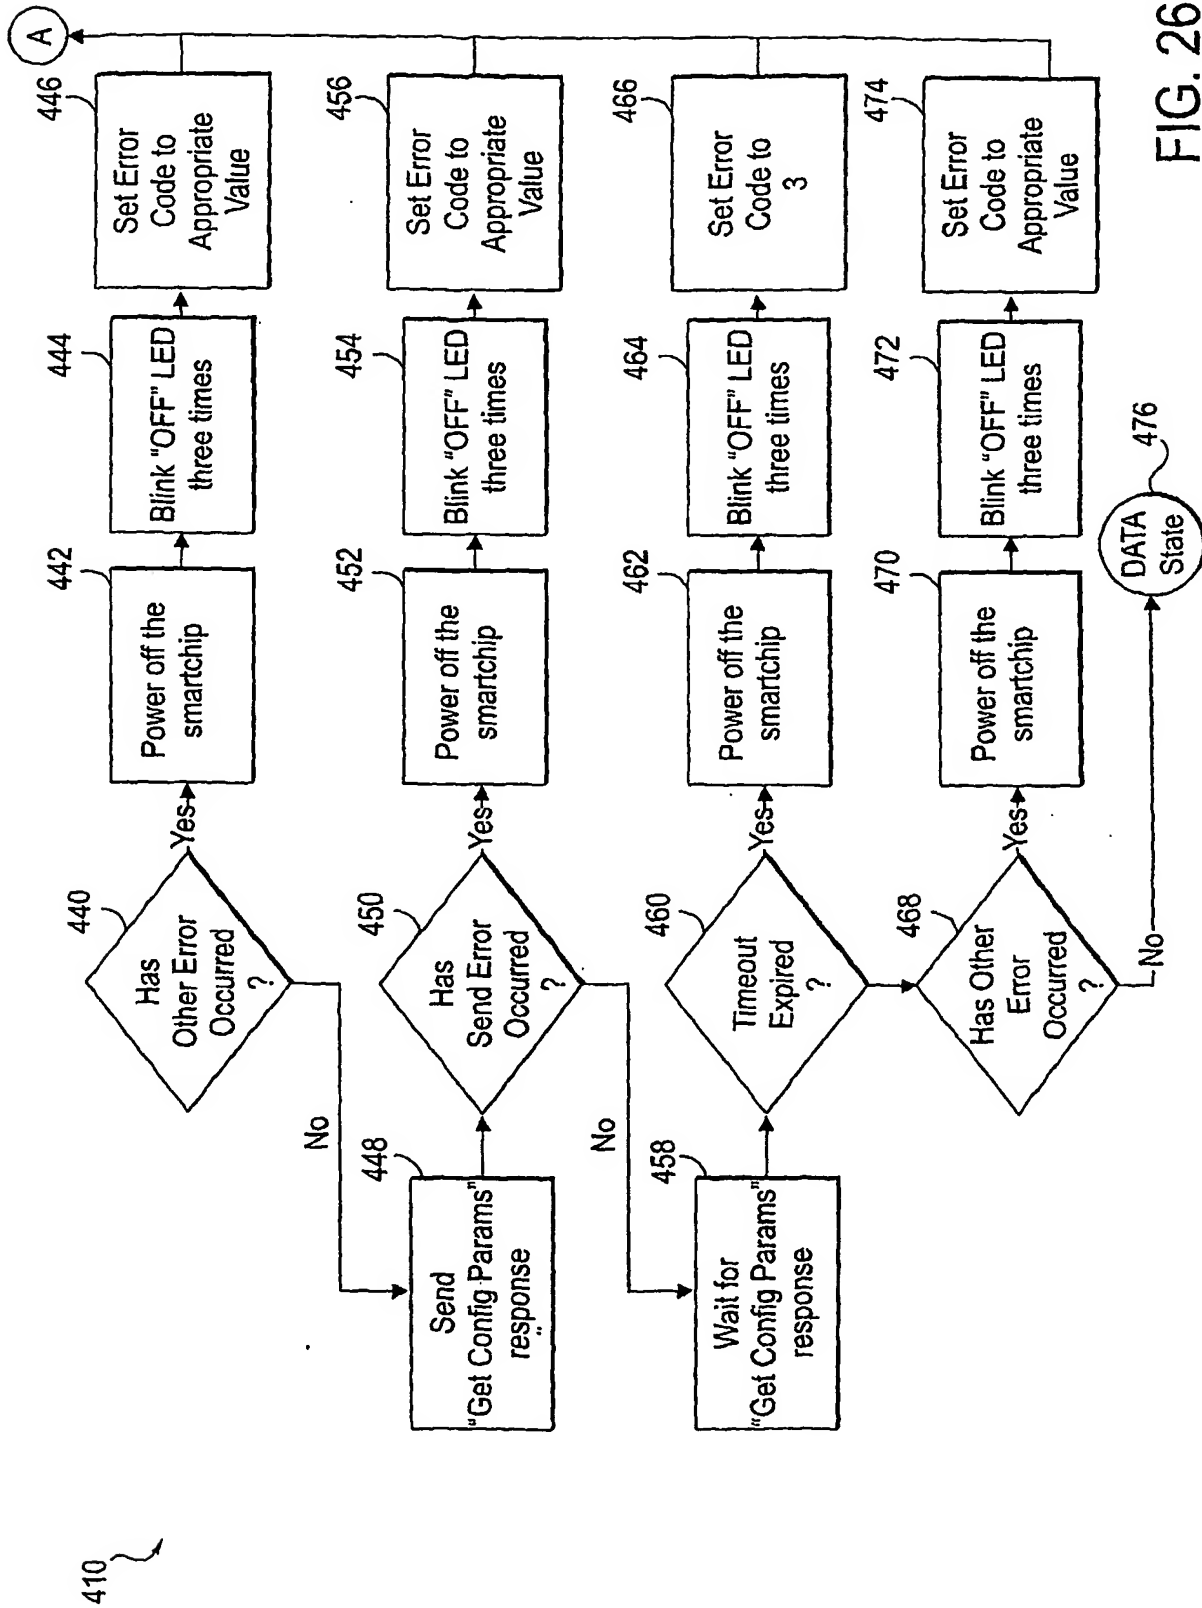 410
440
Has
Other Error
Occurred
?
Yes
442
Power off the
smartchip
444
Blink "OFF" LED
three times
446
Set Error
Code to
Appropriate
Value
A
No
448
Send
"Get Config Params"
response
450
Has
Send Error
Occurred
?
Yes
452
Power off the
smartchip
454
Blink "OFF" LED
three times
456
Set Error
Code to
Appropriate
Value
No
458
Wait for
"Get Config Params"
response
460
Timeout
Expired
?
Yes
462
Power off the
smartchip
464
Blink "OFF" LED
three times
466
Set Error
Code to
3
468
Has Other
Error
Occurred
?
Yes
470
Power off the
smartchip
472
Blink "OFF" LED
three times
474
Set Error
Code to
Appropriate
Value
No
DATA
State
476
FIG. 26